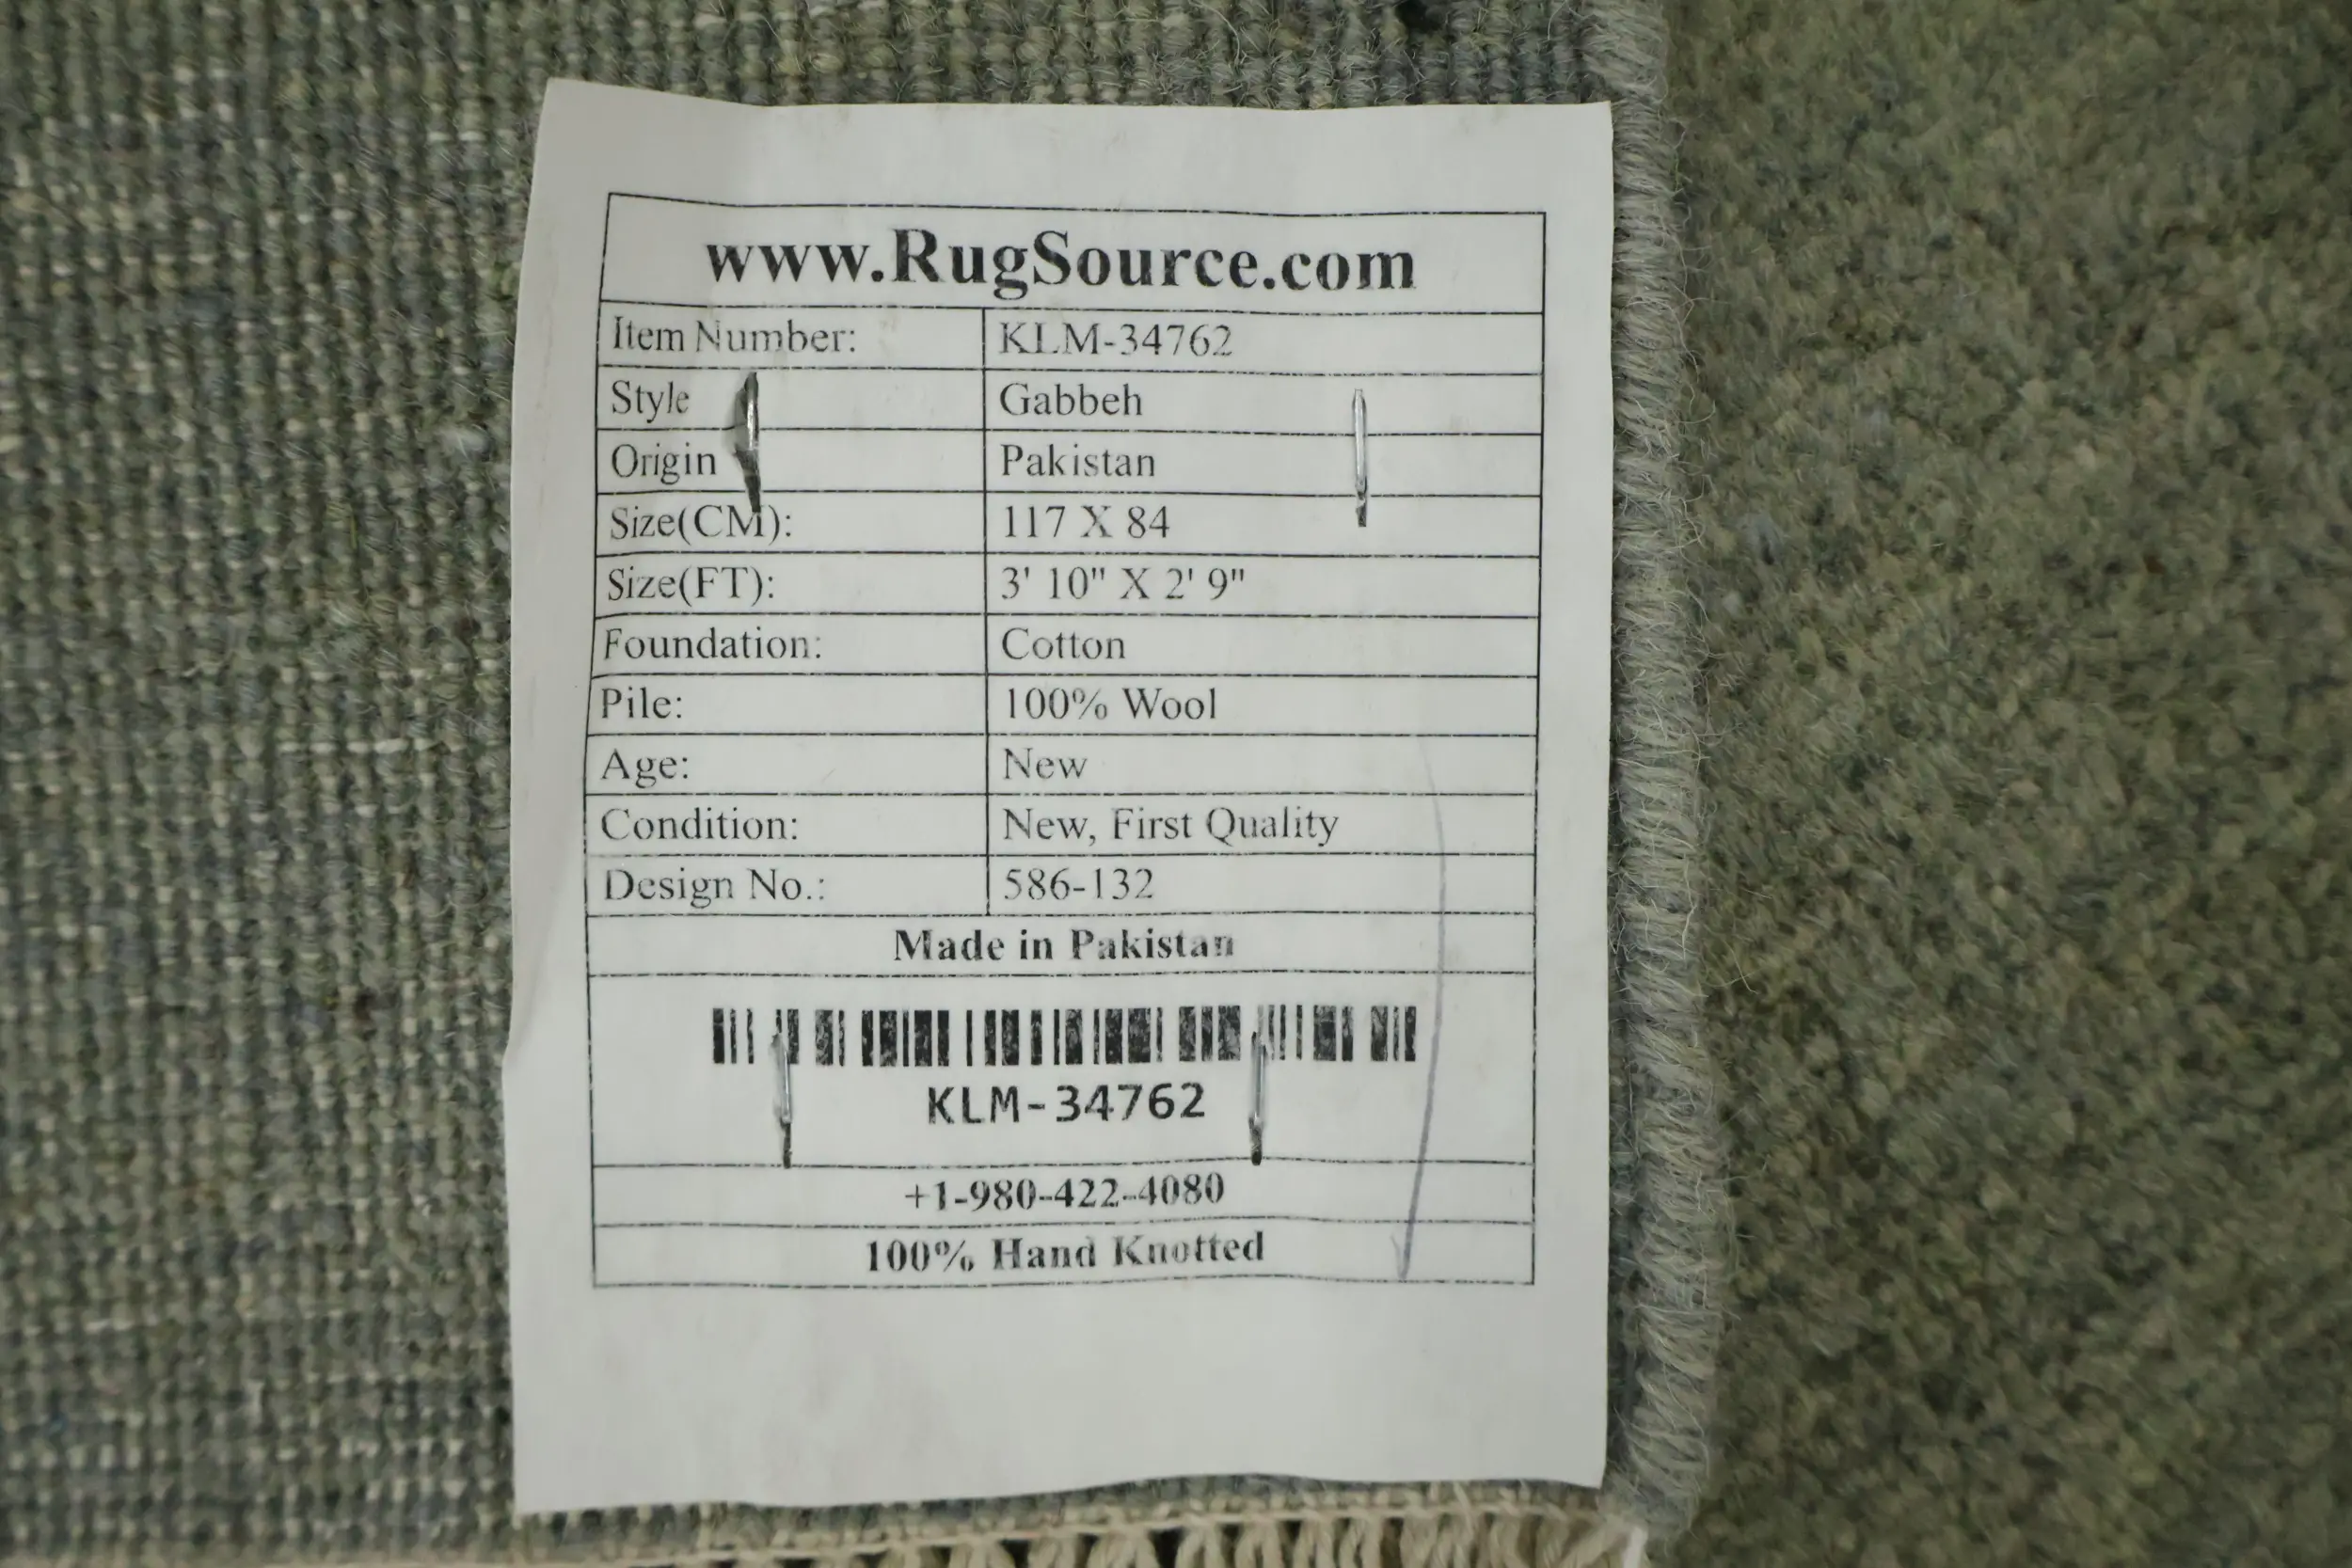 www.RugSource.com
Item Number: KLM-34762
Style Gabbeh
Origin Pakistan
Size(CM): 117 X 84
Size(FT): 3' 10" X 2' 9"
Foundation: Cotton
Pile: 100% Wool
Age: New
Condition: New, First Quality
Design No.: 586-132
Made in Pakistan
KLM-34762
+1-980-422-4080
100% Hand Knotted